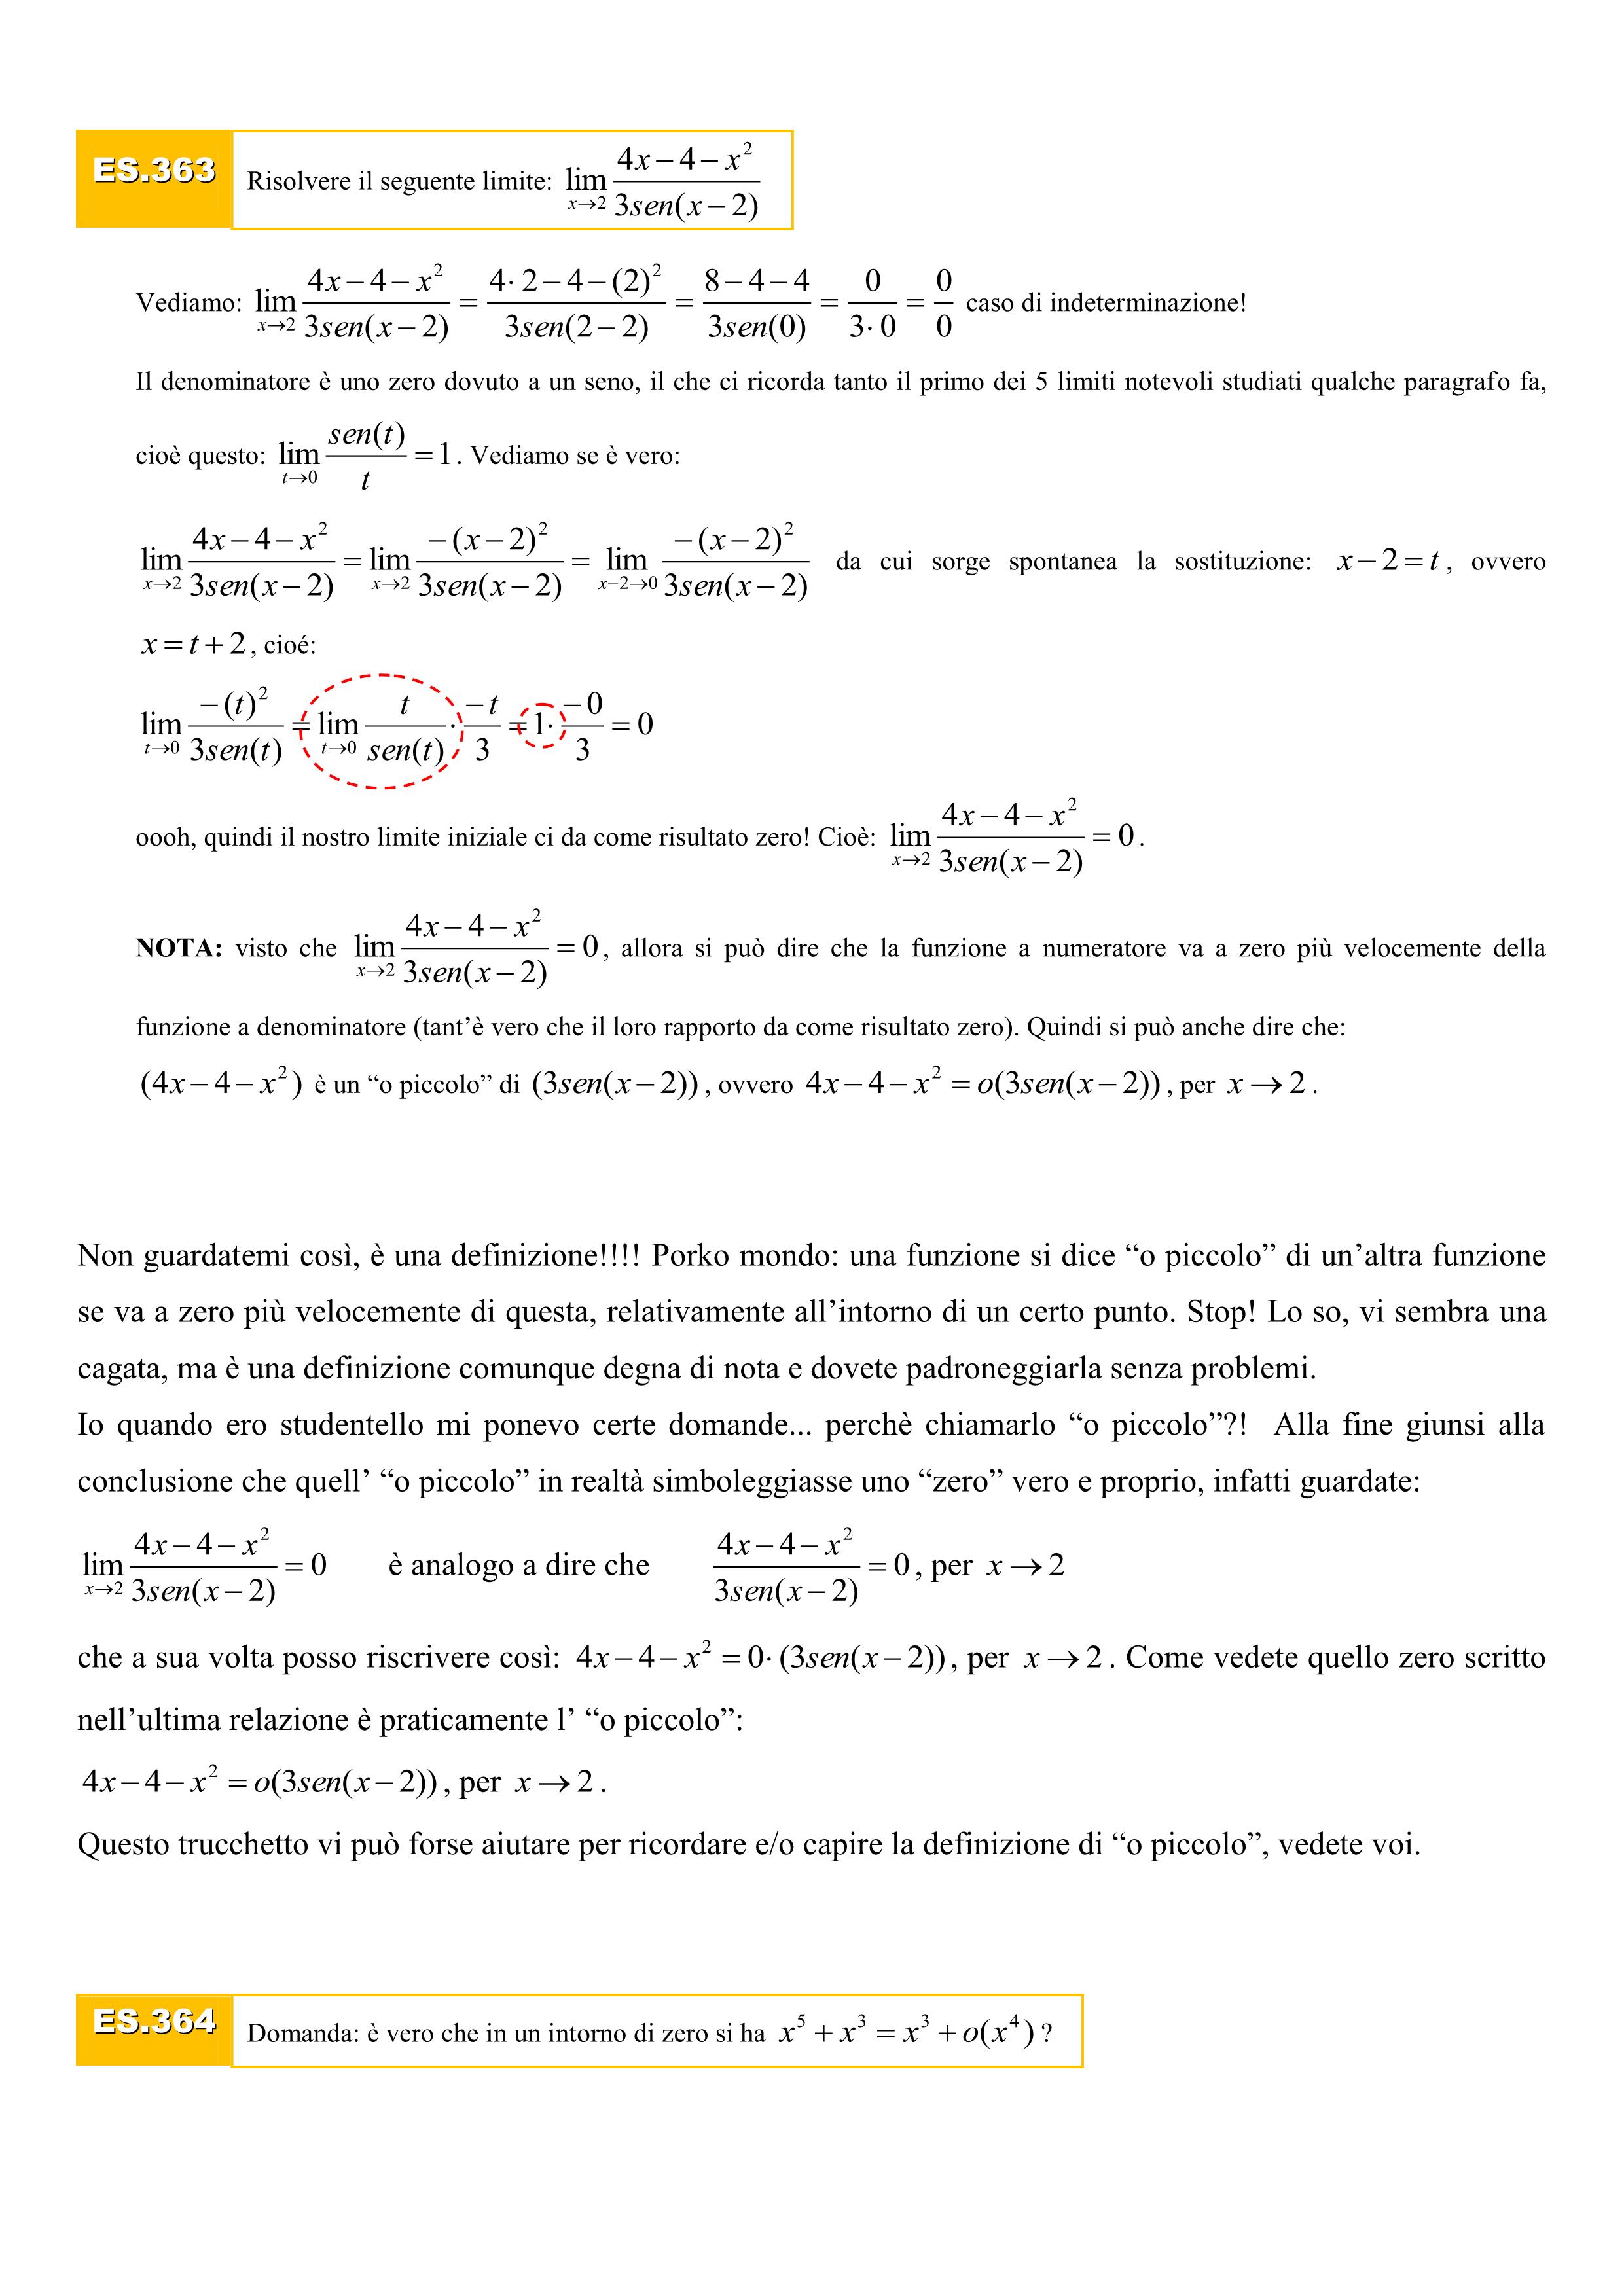 ES.363 Risolvere il seguente limite: $\lim_{x \to 2} \frac{4x-4-x^2}{3sen(x-2)}$
Vediamo: $\lim_{x \to 2} \frac{4x-4-x^2}{3sen(x-2)} = \frac{4 \cdot 2-4-(2)^2}{3sen(2-2)} = \frac{8-4-4}{3sen(0)} = \frac{0}{3 \cdot 0} = \frac{0}{0}$ caso di indeterminazione!
Il denominatore è uno zero dovuto a un seno, il che ci ricorda tanto il primo dei 5 limiti notevoli studiati qualche paragrafo fa,
cioè questo: $\lim_{t \to 0} \frac{sen(t)}{t} = 1$. Vediamo se è vero:
$\lim_{x \to 2} \frac{4x-4-x^2}{3sen(x-2)} = \lim_{x \to 2} \frac{-(x-2)^2}{3sen(x-2)} = \lim_{x-2 \to 0} \frac{-(x-2)^2}{3sen(x-2)}$ da cui sorge spontanea la sostituzione: $x-2=t$, ovvero
$x=t+2$, cioé:
$\lim_{t \to 0} \frac{-(t)^2}{3sen(t)} = \lim_{t \to 0} \frac{t}{sen(t)} \cdot \frac{-t}{3} = 1 \cdot \frac{-0}{3} = 0$
oooh, quindi il nostro limite iniziale ci da come risultato zero! Cioè: $\lim_{x \to 2} \frac{4x-4-x^2}{3sen(x-2)} = 0$.
NOTA: visto che $\lim_{x \to 2} \frac{4x-4-x^2}{3sen(x-2)} = 0$, allora si può dire che la funzione a numeratore va a zero più velocemente della
funzione a denominatore (tant’è vero che il loro rapporto da come risultato zero). Quindi si può anche dire che:
$(4x-4-x^2)$ è un “o piccolo” di $(3sen(x-2))$, ovvero $4x-4-x^2 = o(3sen(x-2))$, per $x \to 2$.
Non guardatemi così, è una definizione!!!! Porko mondo: una funzione si dice “o piccolo” di un’altra funzione
se va a zero più velocemente di questa, relativamente all’intorno di un certo punto. Stop! Lo so, vi sembra una
cagata, ma è una definizione comunque degna di nota e dovete padroneggiarla senza problemi.
Io quando ero studentello mi ponevo certe domande... perchè chiamarlo “o piccolo”?! Alla fine giunsi alla
conclusione che quell’ “o piccolo” in realtà simboleggiasse uno “zero” vero e proprio, infatti guardate:
$\lim_{x \to 2} \frac{4x-4-x^2}{3sen(x-2)} = 0$ è analogo a dire che $\frac{4x-4-x^2}{3sen(x-2)} = 0$, per $x \to 2$
che a sua volta posso riscrivere così: $4x-4-x^2 = 0 \cdot (3sen(x-2))$, per $x \to 2$. Come vedete quello zero scritto
nell’ultima relazione è praticamente l’ “o piccolo”:
$4x-4-x^2 = o(3sen(x-2))$, per $x \to 2$.
Questo trucchetto vi può forse aiutare per ricordare e/o capire la definizione di “o piccolo”, vedete voi.
ES.364 Domanda: è vero che in un intorno di zero si ha $x^5+x^3 = x^3+o(x^4)$?